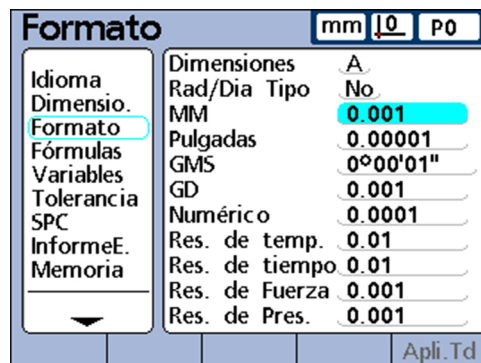 Formato
mm 0 P0
Idioma
Dimensio.
Formato
Fórmulas
Variables
Tolerancia
SPC
InformeE.
Memoria
Dimensiones A
Rad/Dia Tipo No
MM 0.001
Pulgadas 0.00001
GMS 0°00'01"
GD 0.001
Numérico 0.0001
Res. de temp. 0.01
Res. de tiempo 0.01
Res. de Fuerza 0.001
Res. de Pres. 0.001
Apli.Td